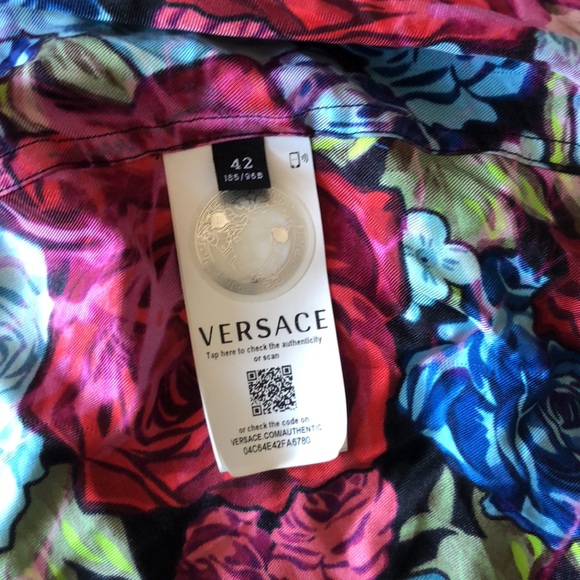 42
185/96B
VERSACE
Tap here to check the authenticity
or scan
or check the code on
VERSACE.COM/AUTHENTIC
04C64E42FA6780